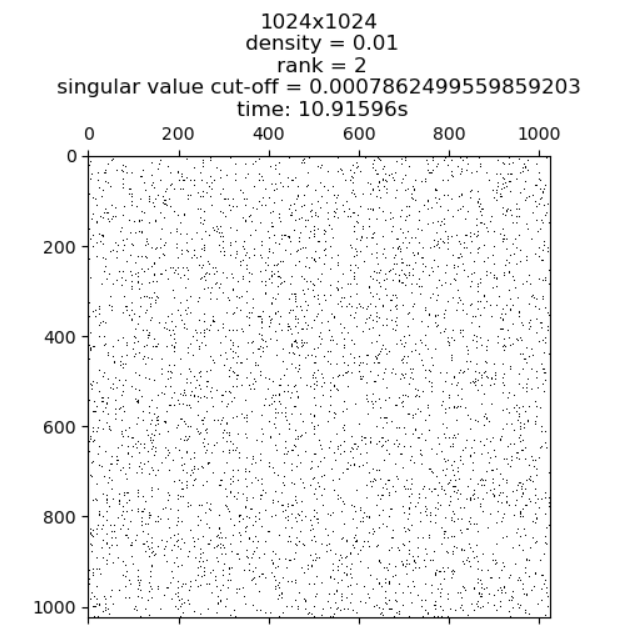 1024x1024
density = 0.01
rank = 2
singular value cut-off = 0.0007862499559859203
time: 10.91596s
0 200 400 600 800 1000
0
200
400
600
800
1000